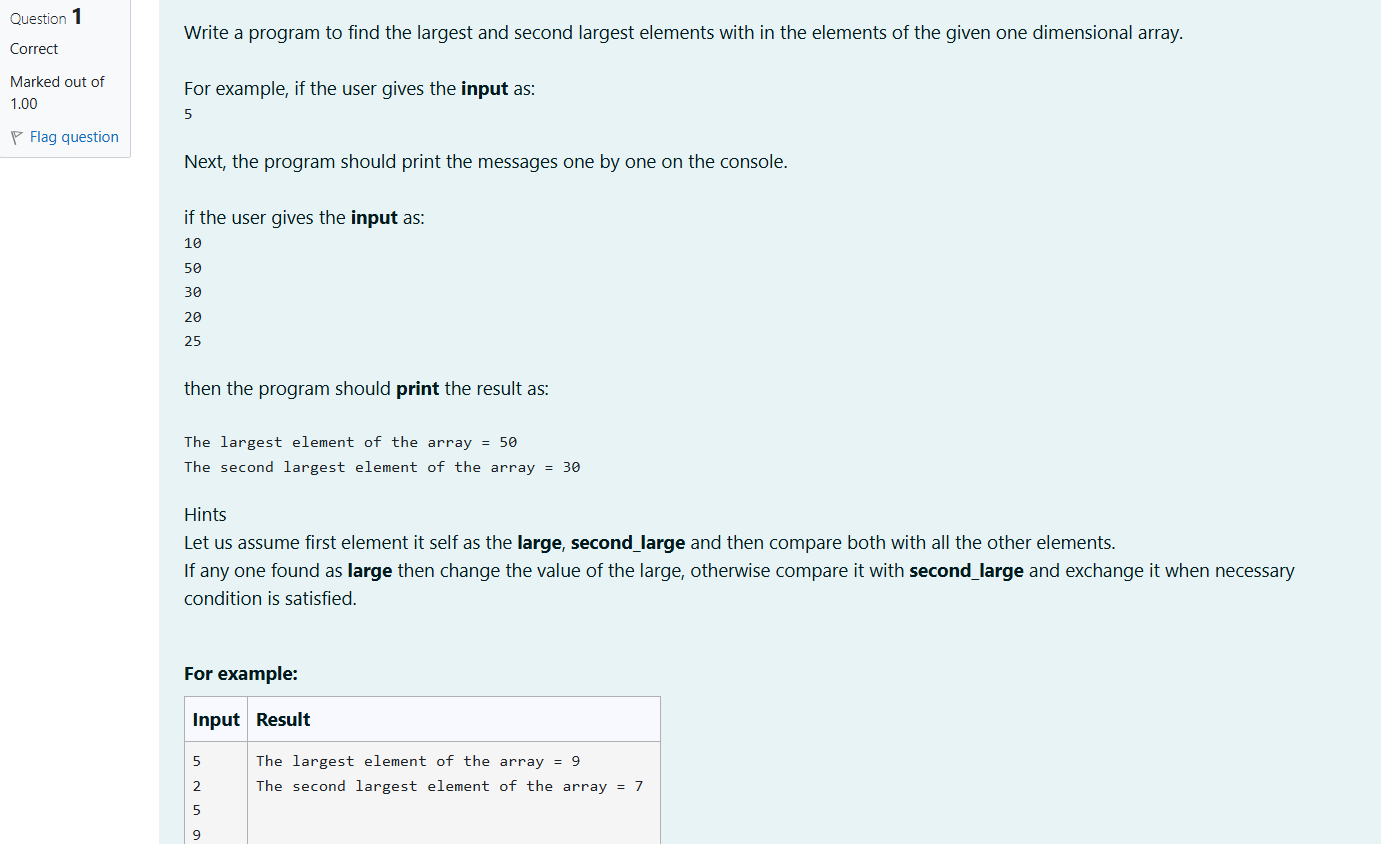 Question 1
Correct
Marked out of
1.00
Flag question
Write a program to find the largest and second largest elements with in the elements of the given one dimensional array.
For example, if the user gives the input as:
5
Next, the program should print the messages one by one on the console.
if the user gives the input as:
10
50
30
20
25
then the program should print the result as:
The largest element of the array = 50
The second largest element of the array = 30
Hints
Let us assume first element it self as the large, second_large and then compare both with all the other elements.
If any one found as large then change the value of the large, otherwise compare it with second_large and exchange it when necessary
condition is satisfied.
For example:
Input Result
5 The largest element of the array = 9
2 The second largest element of the array = 7
5
9